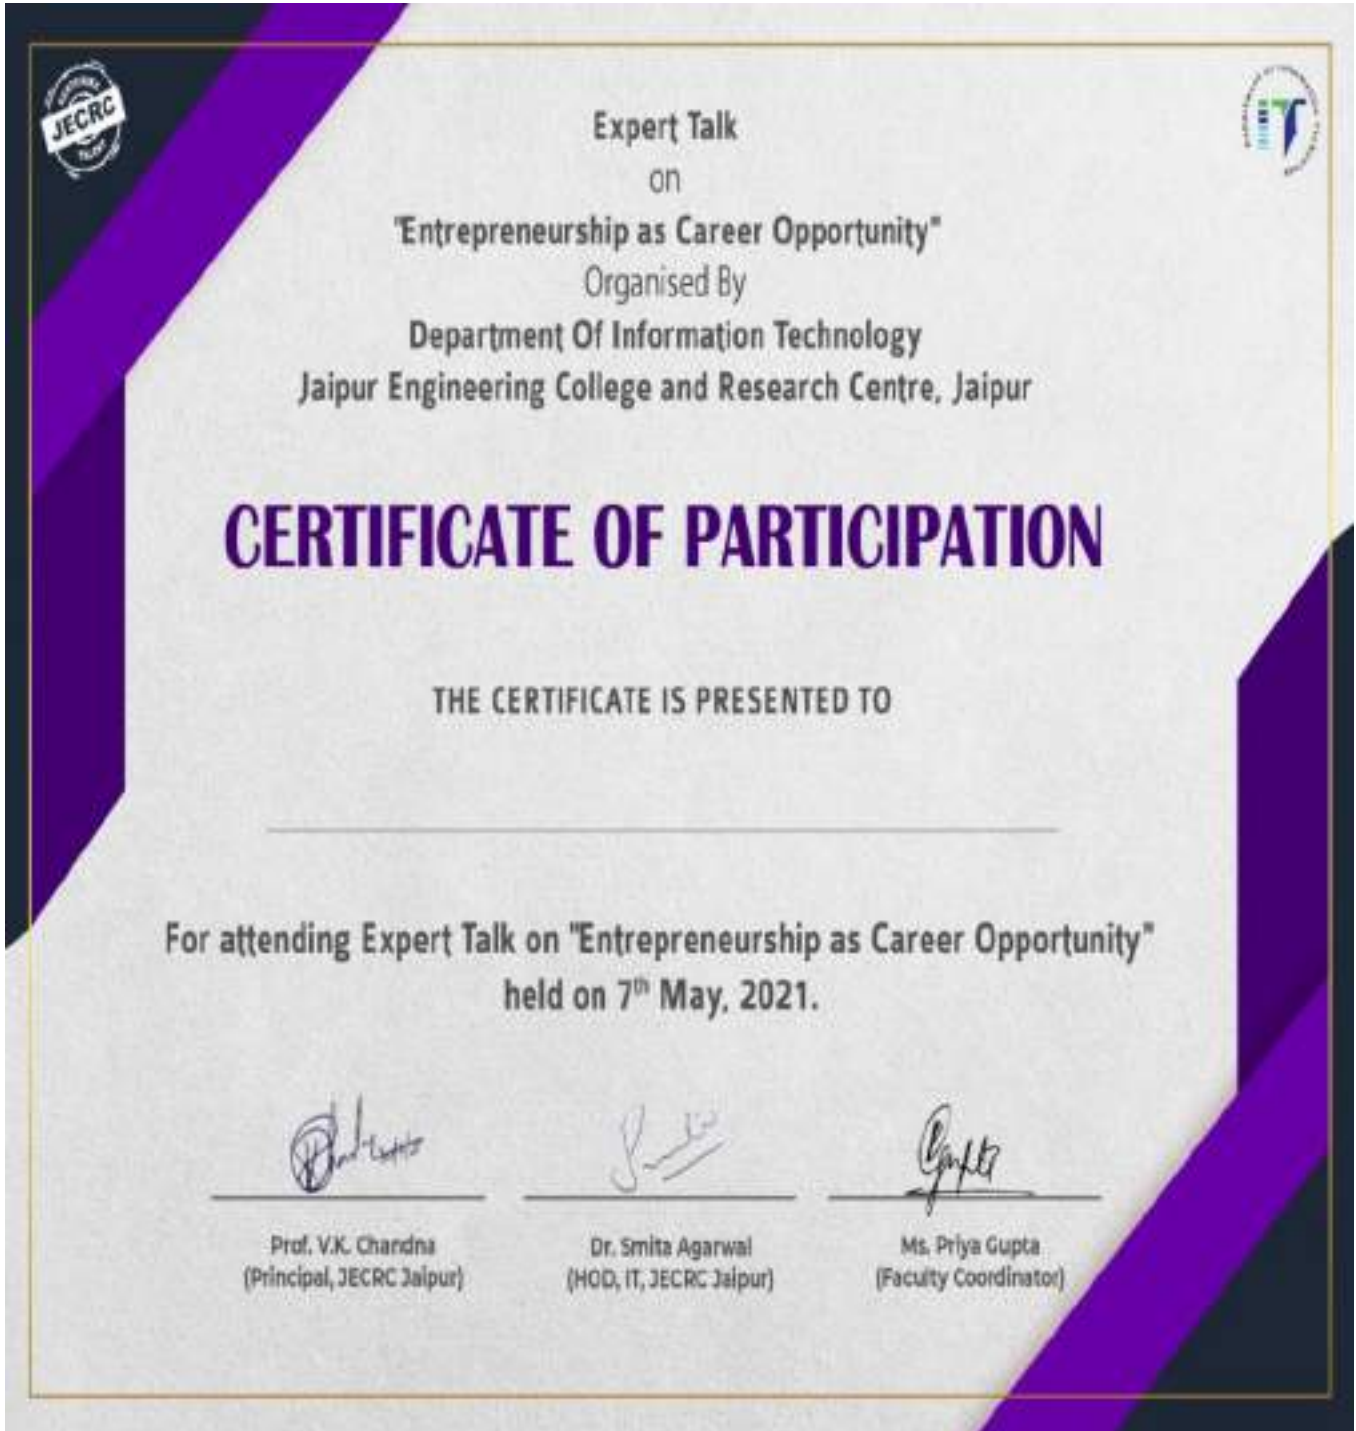 JECRC
TALENT
Expert Talk
on
"Entrepreneurship as Career Opportunity"
Organised By
Department Of Information Technology
Jaipur Engineering College and Research Centre, Jaipur
CERTIFICATE OF PARTICIPATION
THE CERTIFICATE IS PRESENTED TO
For attending Expert Talk on "Entrepreneurship as Career Opportunity"
held on 7th May, 2021.
Prof. V.K. Chandna
(Principal, JECRC Jaipur)
Dr. Smita Agarwal
(HOD, IT, JECRC Jaipur)
Ms. Priya Gupta
(Faculty Coordinator)